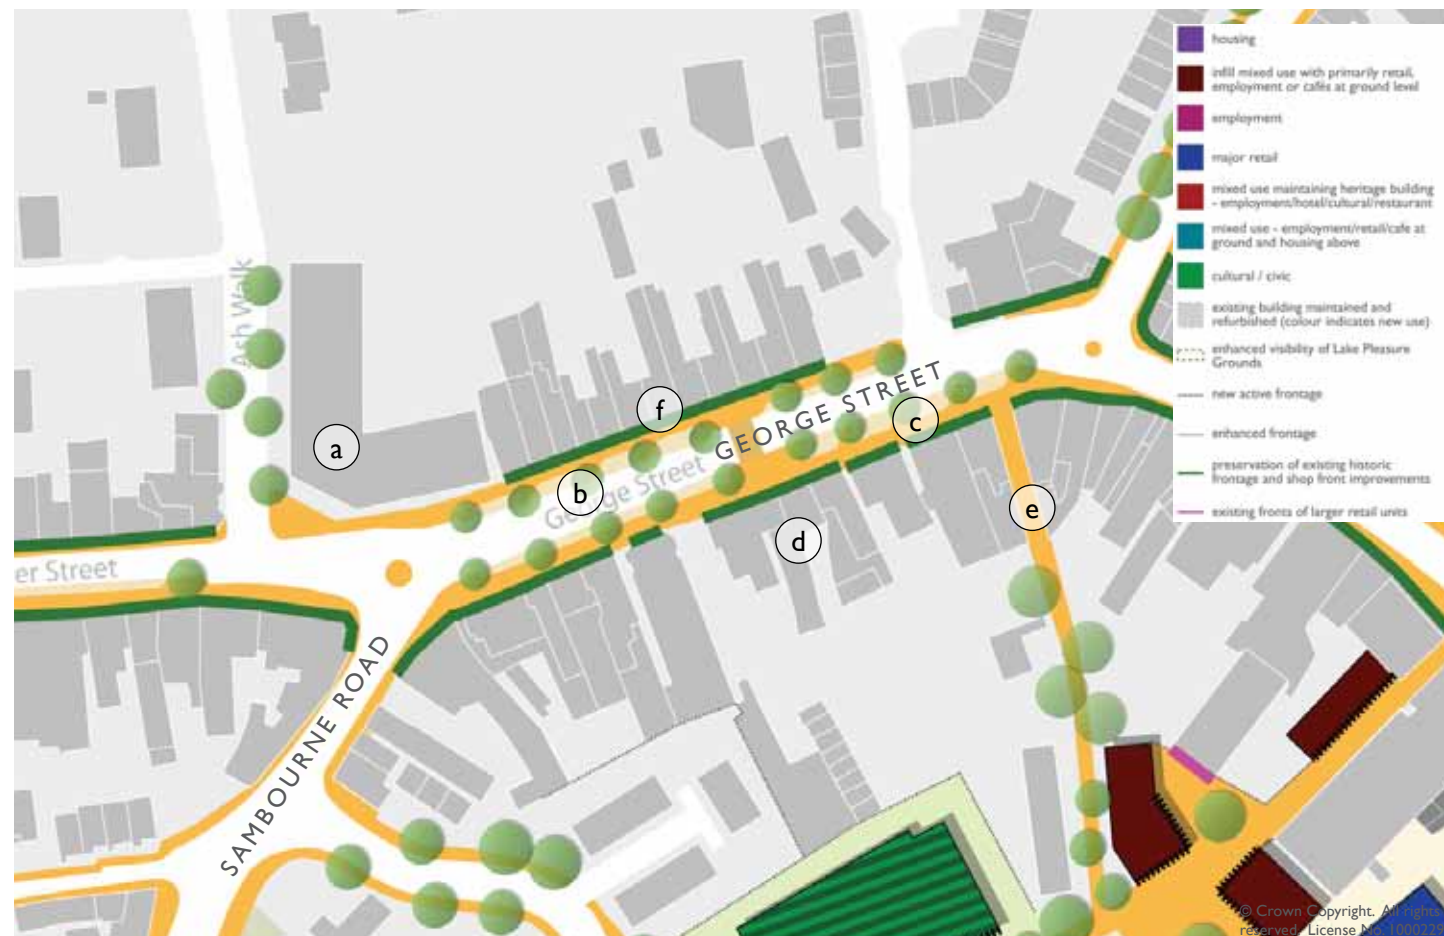 housing
infill mixed use with primarily retail,
employment or cafés at ground level
employment
major retail
mixed use maintaining heritage building
- employment/hotel/cultural/restaurant
mixed use - employment/retail/cafe at
ground and housing above
cultural / civic
existing building maintained and
refurbished (colour indicates new use)
enhanced visibility of Lake Pleasure
Grounds
new active frontage
enhanced frontage
preservation of existing historic
frontage and shop front improvements
existing fronts of larger retail units
Ash Walk
GEORGE STREET
f
c
a
George Street
b
e
d
er Street
SAMBOURNE ROAD
© Crown Copyright. All rights
reserved. License No. 1000229